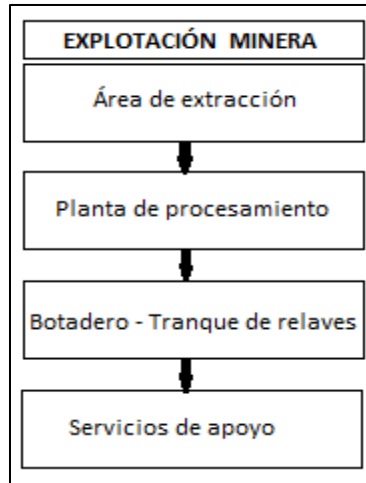 EXPLOTACIÓN MINERA
Área de extracción
Planta de procesamiento
Botadero - Tranque de relaves
Servicios de apoyo